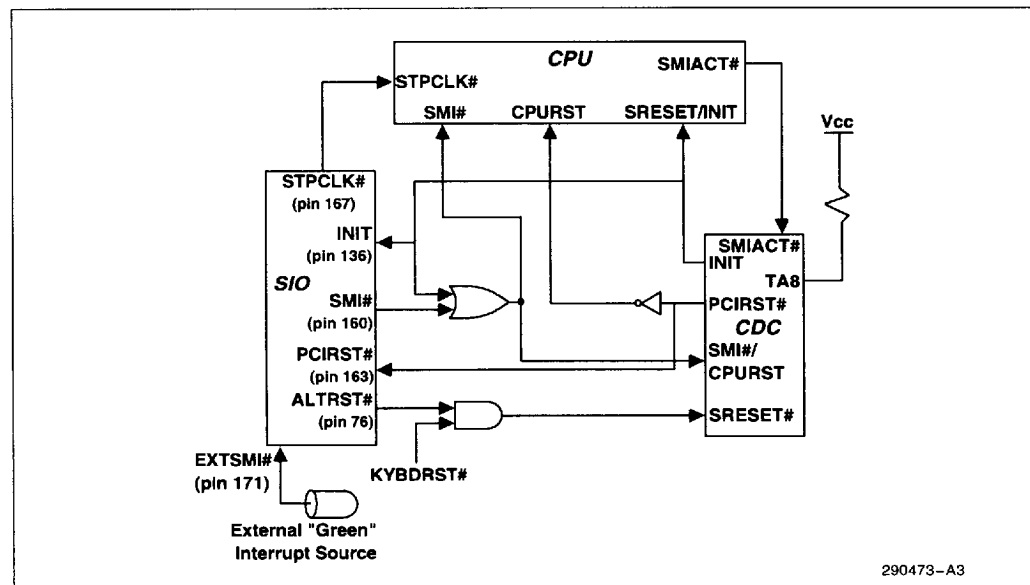 CPU
SMIACT#
STPCLK#
SMI#
CPURST
SRESET/INIT
Vcc
STPCLK#
(pin 167)
INIT
(pin 136)
SIO
SMI#
(pin 160)
PCIRST#
(pin 163)
ALTRST#
(pin 76)
SMIACT#
INIT
TA8
PCIRST#
CDC
SMI#/
CPURST
SRESET#
EXTSMI#
(pin 171)
KYBDRST#
External "Green"
Interrupt Source
290473–A3